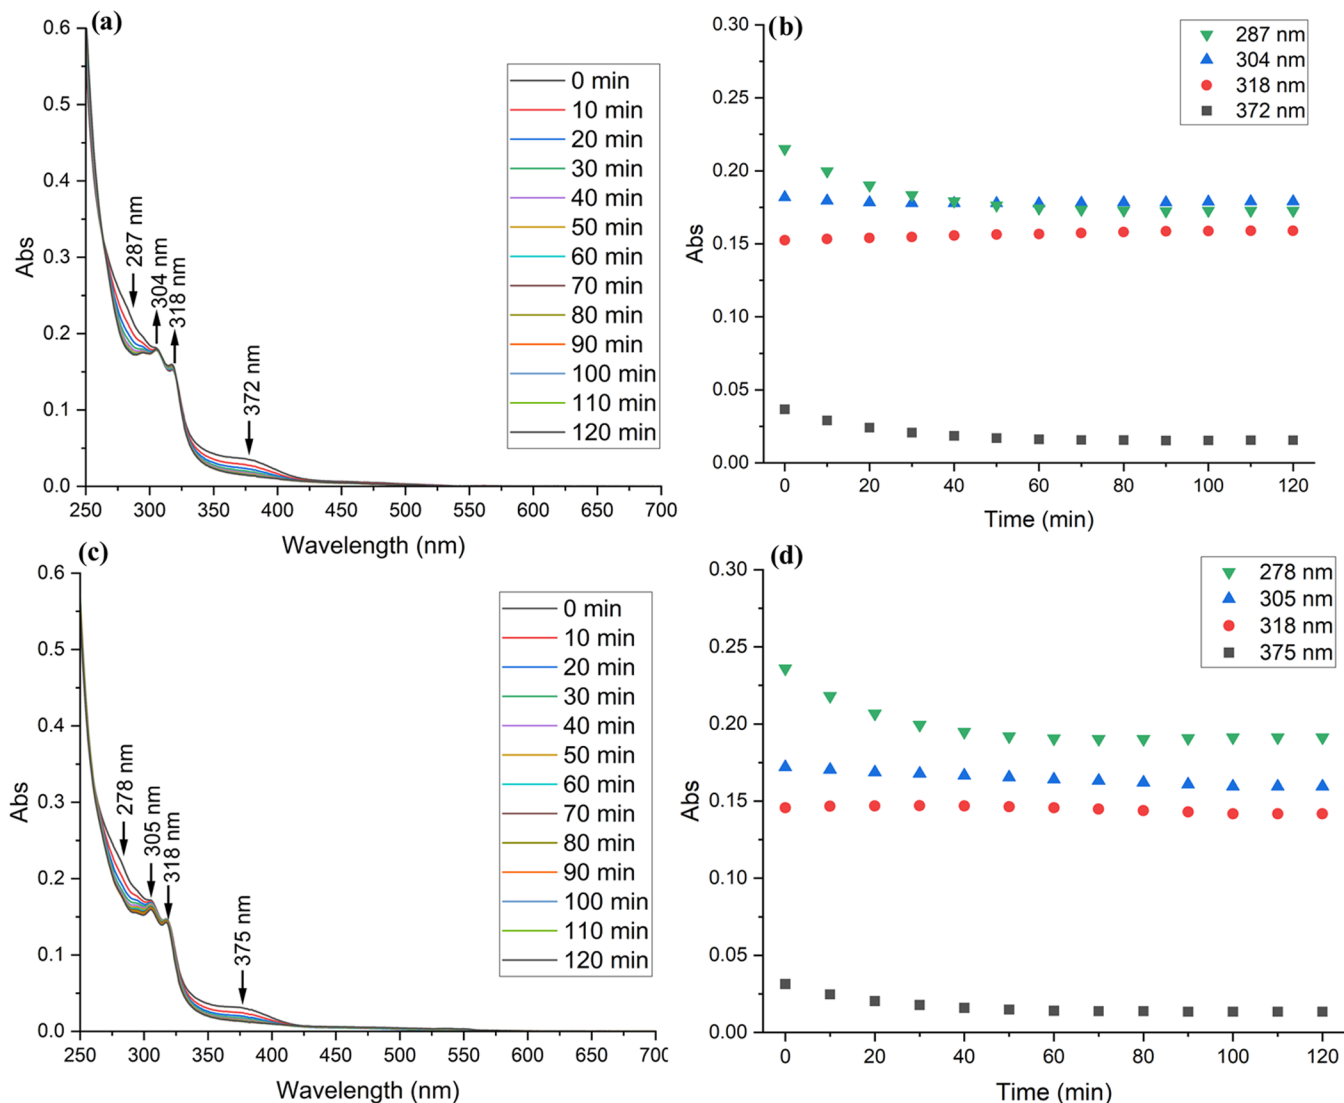 (a)
0.6
0.5
0.4
0.3
0.2
0.1
0.0
Abs
287 nm
304 nm
318 nm
372 nm
0 min
10 min
20 min
30 min
40 min
50 min
60 min
70 min
80 min
90 min
100 min
110 min
120 min
250 300 350 400 450 500 550 600 650 700
Wavelength (nm)
(b)
0.30
0.25
0.20
0.15
0.10
0.05
0.00
Abs
287 nm
304 nm
318 nm
372 nm
0 20 40 60 80 100 120
Time (min)
(c)
0.6
0.5
0.4
0.3
0.2
0.1
0.0
Abs
278 nm
305 nm
318 nm
375 nm
0 min
10 min
20 min
30 min
40 min
50 min
60 min
70 min
80 min
90 min
100 min
110 min
120 min
250 300 350 400 450 500 550 600 650 700
Wavelength (nm)
(d)
0.30
0.25
0.20
0.15
0.10
0.05
0.00
Abs
278 nm
305 nm
318 nm
375 nm
0 20 40 60 80 100 120
Time (min)